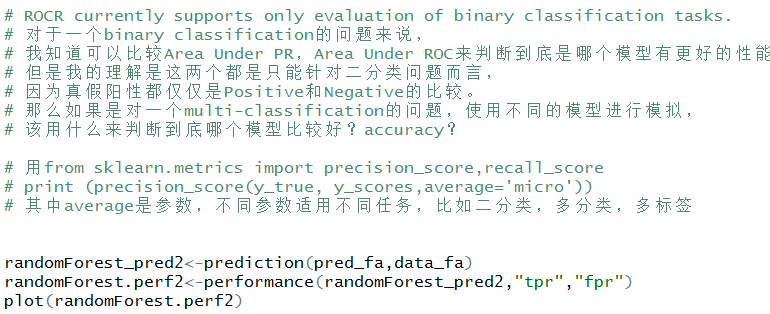 # ROCR currently supports only evaluation of binary classification tasks.
# 对于一个binary classification的问题来说，
# 我知道可以比较Area Under PR，Area Under ROC来判断到底是哪个模型有更好的性能
# 但是我的理解是这两个都是只能针对二分类问题而言，
# 因为真假阳性都仅仅是Positive和Negative的比较。
# 那么如果是对一个multi-classification的问题，使用不同的模型进行模拟，
# 该用什么来判断到底哪个模型比较好？accuracy？
# 用from sklearn.metrics import precision_score,recall_score
# print (precision_score(y_true, y_scores,average='micro'))
# 其中average是参数，不同参数适用不同任务，比如二分类，多分类，多标签
randomForest_pred2<-prediction(pred_fa,data_fa)
randomForest.perf2<-performance(randomForest_pred2,"tpr","fpr")
plot(randomForest.perf2)